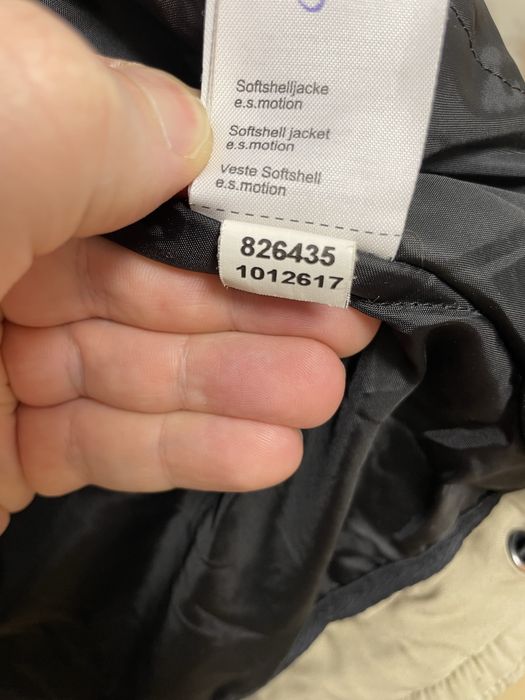 Softshelljacke
e.s.motion
Softshell jacket
e.s.motion
veste Softshell
e.s.motion
826435
1012617